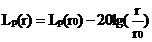 Lp(r) = Lp(r0) – 20lg(r/r0)